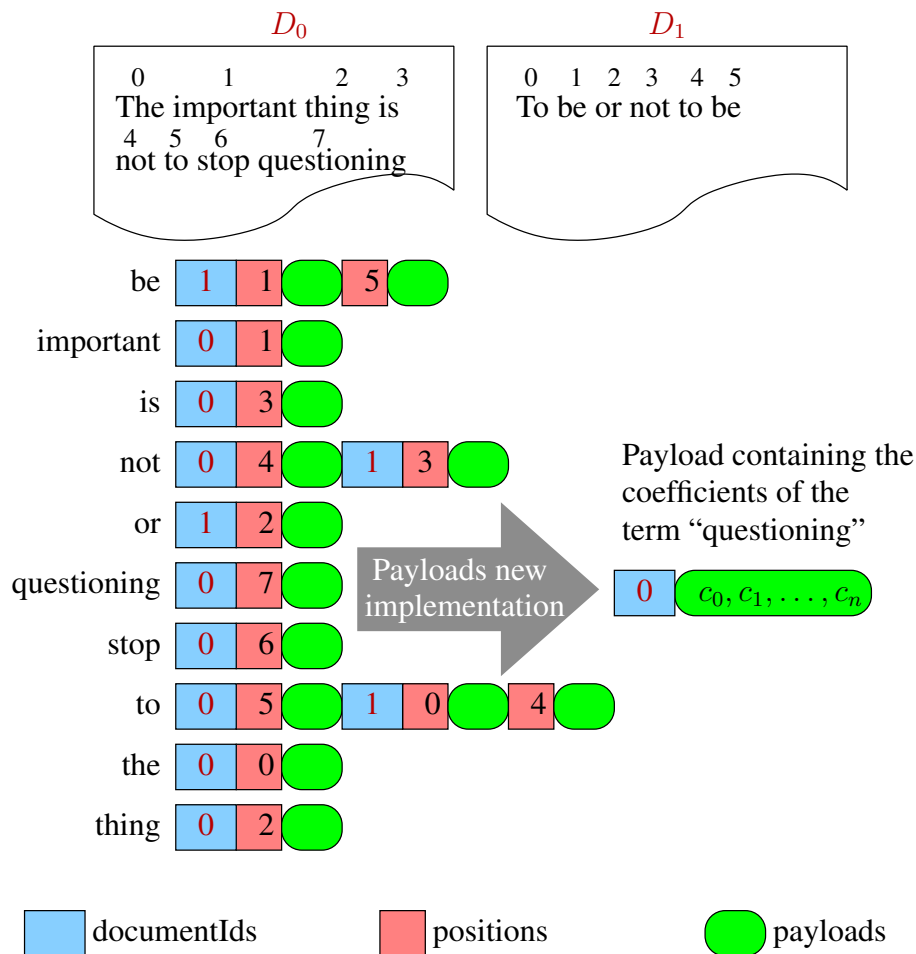 D₀ D₁
0 1 2 3
The important thing is
4 5 6 7
not to stop questioning
0 1 2 3 4 5
To be or not to be
be 1 1 5
important 0 1
is 0 3
not 0 4 1 3
or 1 2
questioning 0 7
stop 0 6
to 0 5 1 0 4
the 0 0
thing 0 2
Payloads new
implementation
Payload containing the
coefficients of the
term “questioning”
0 c₀, c₁, . . . , cₙ
documentIds positions payloads